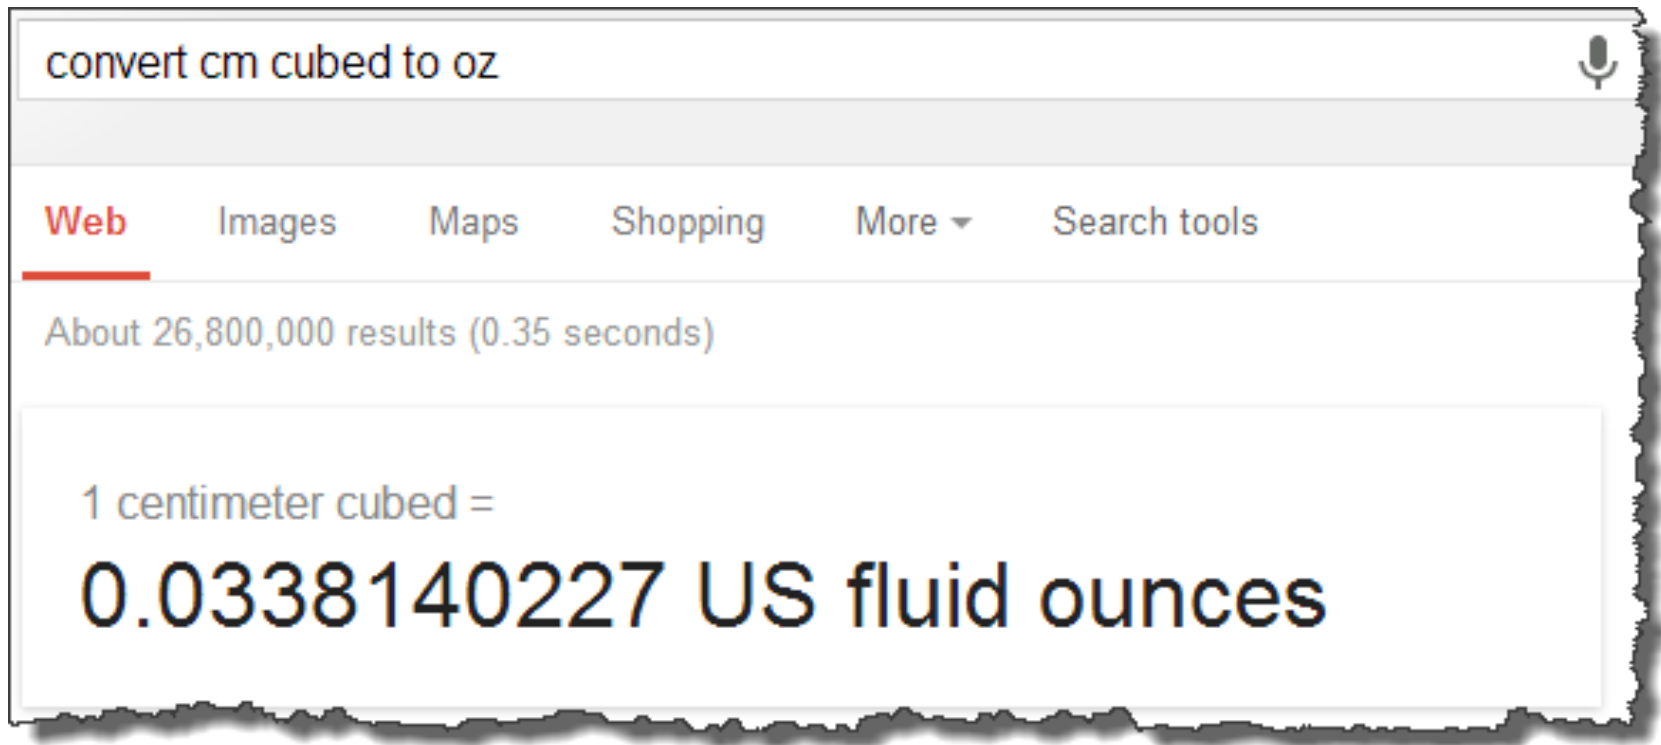 convert cm cubed to oz
Web Images Maps Shopping More Search tools
About 26,800,000 results (0.35 seconds)
1 centimeter cubed =
0.0338140227 US fluid ounces